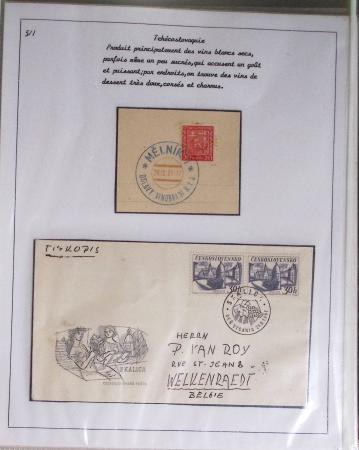 S/1
Tchécoslovaquie
Produit principalement des vins blancs secs,
parfois même un peu sucrés, qui accusent un goût
et puissant; par endroits, on trouve des vins de
dessert très doux, corsés et charnus.
MĚLNÍK
TISKOPIS
ČESKOSLOVENSKO
30h
30h
SKALICA
HERRN
P. VAN ROY
RUE ST-JEAN 8
WELKENRAEDT
BELGIE